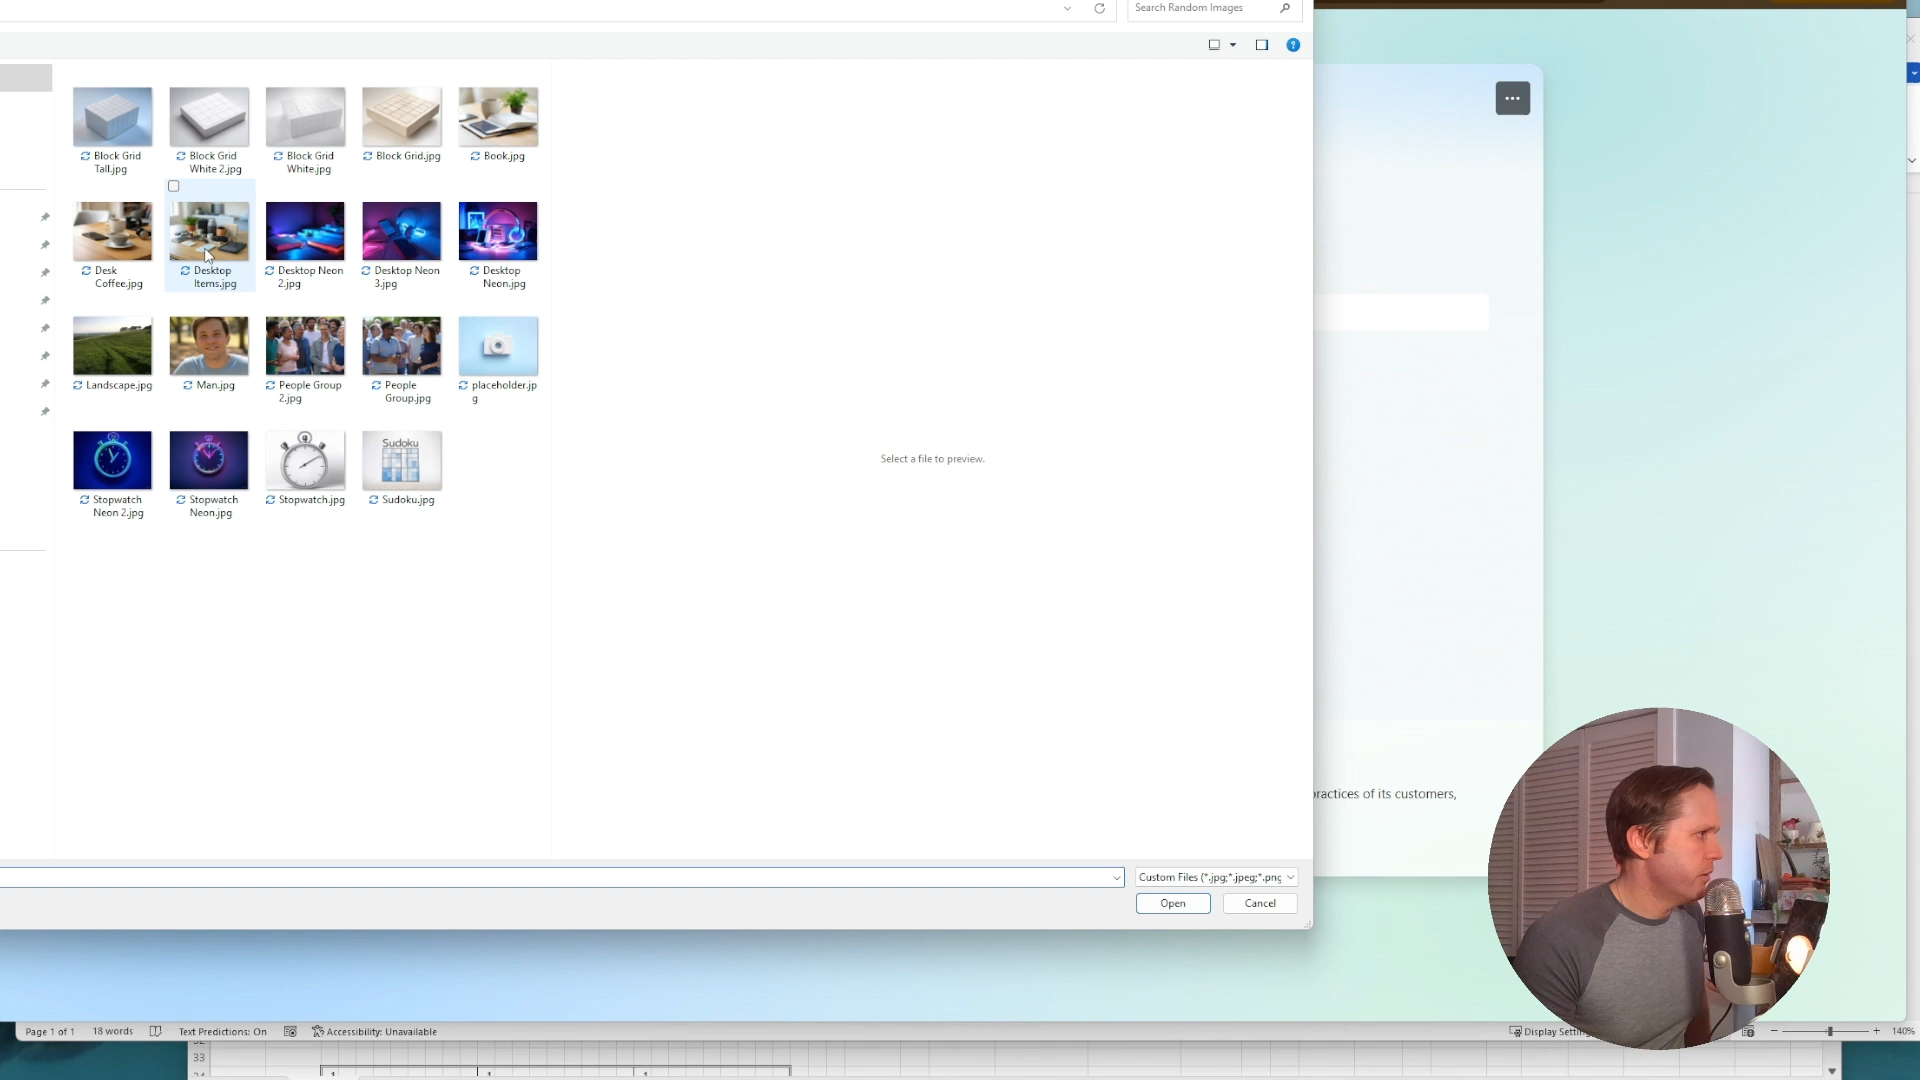 Search Random Images
?
Block Grid
Tall.jpg
Block Grid
White 2.jpg
Block Grid
White.jpg
Block Grid.jpg
Book.jpg
Desk
Coffee.jpg
Desktop
Items.jpg
Desktop Neon
2.jpg
Desktop Neon
3.jpg
Desktop
Neon.jpg
Landscape.jpg
Man.jpg
People Group
2.jpg
People
Group.jpg
placeholder.jp
g
Sudoku
Stopwatch
Neon 2.jpg
Stopwatch
Neon.jpg
Stopwatch.jpg
Sudoku.jpg
Select a file to preview.
practices of its customers,
Custom Files (*.jpg;*.jpeg;*.png
Open
Cancel
Page 1 of 1
18 words
Text Predictions: On
Accessibility: Unavailable
Display
140%
33
1
1
1